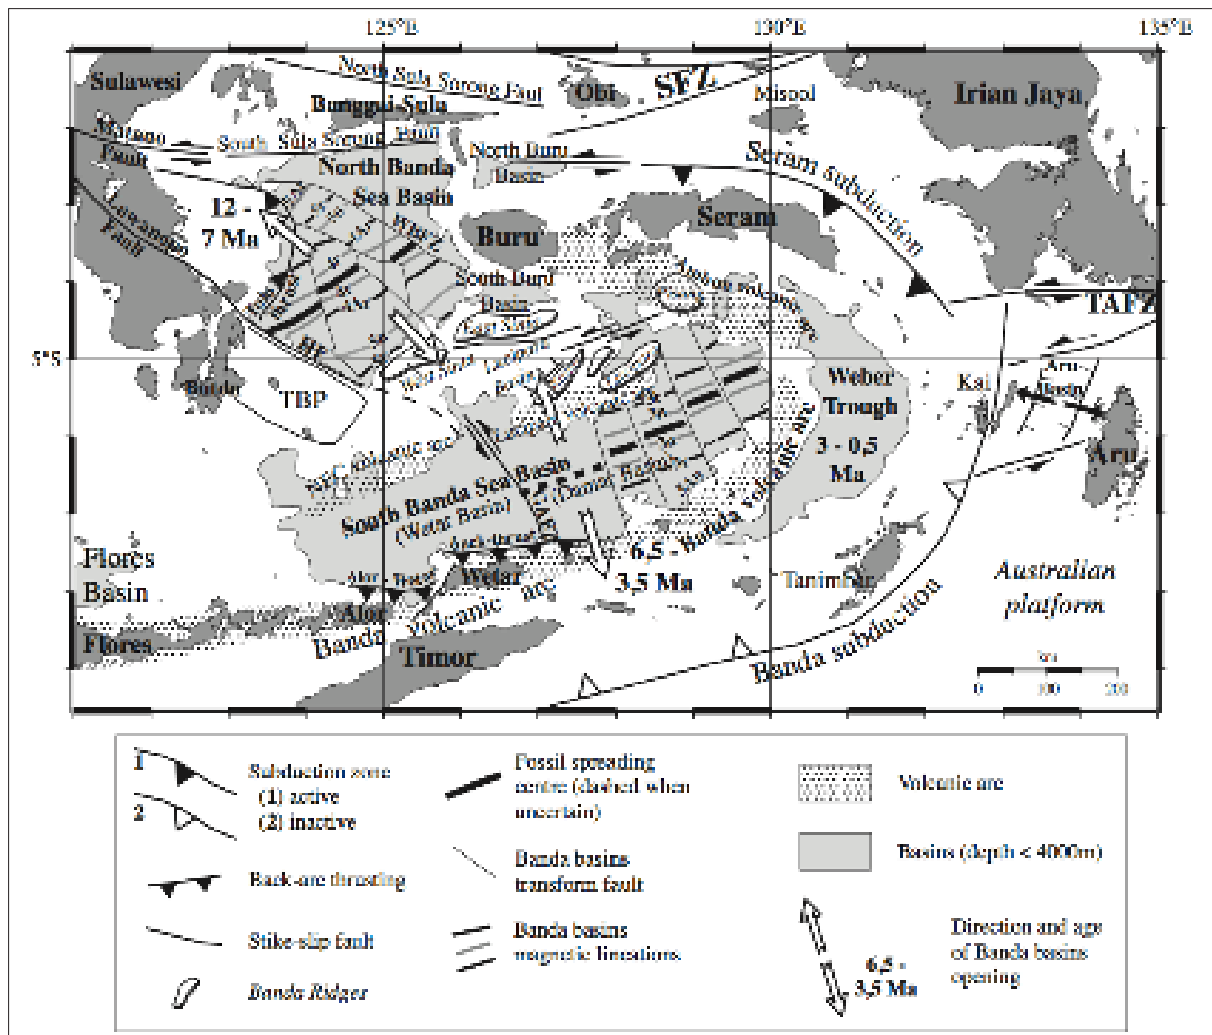 125°E
130°E
135°E
Sulawesi
North Sula Sorong Faul
Obi
SFZ
Misool
Irian Jaya
Banggai-Sula
Matano
Fault
South Sula Sorong Faul
North Banda
Sea Basin
North Buru
Basin
Seram subduction
12 -
7 Ma
Buru
Seram
Fault
South Buru
Basin
TAFZ
5°S
TBP
Weber
Trough
3 - 0,5
Ma
Kai
Aru
Basin
Aru
South Banda Sea Basin
(Wetar Basin)
(Damar Basin)
Banda volcanic arc
6,5 -
3,5 Ma
Flores
Basin
Wetar
Alor
Flores
Banda volcanic arc
Timor
Tanimbar
Banda subduction
Australian
platform
km
0 100 200
1
2
Subduction zone
(1) active
(2) inactive
Back-arc thrusting
Stike-slip fault
Banda Ridges
Fossil spreading
centre (dashed when
uncertain)
Banda basins
transform fault
Banda basins
magnetic lineations
Volcanic arc
Basins (depth < 4000m)
Direction and age
of Banda basins
opening
6,5 -
3,5 Ma